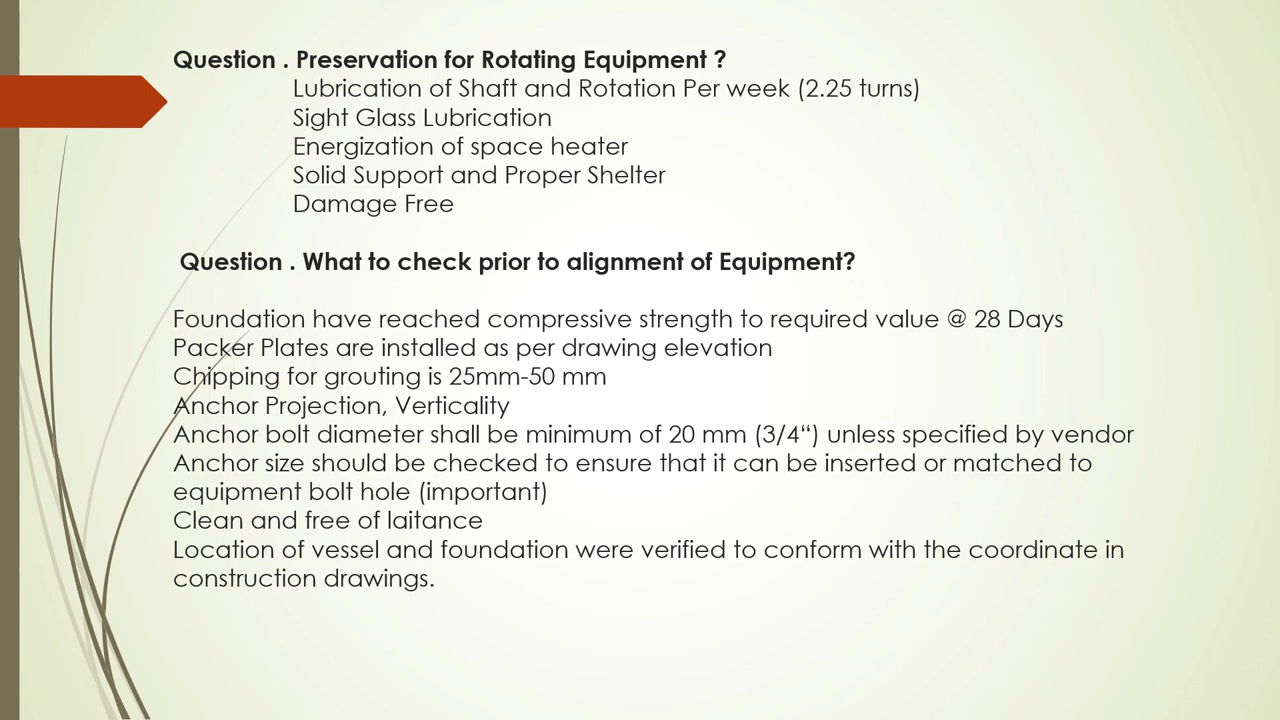 Question . Preservation for Rotating Equipment ?
Lubrication of Shaft and Rotation Per week (2.25 turns)
Sight Glass Lubrication
Energization of space heater
Solid Support and Proper Shelter
Damage Free
Question . What to check prior to alignment of Equipment?
Foundation have reached compressive strength to required value @ 28 Days
Packer Plates are installed as per drawing elevation
Chipping for grouting is 25mm-50 mm
Anchor Projection, Verticality
Anchor bolt diameter shall be minimum of 20 mm (3/4“) unless specified by vendor
Anchor size should be checked to ensure that it can be inserted or matched to
equipment bolt hole (important)
Clean and free of laitance
Location of vessel and foundation were verified to conform with the coordinate in
construction drawings.